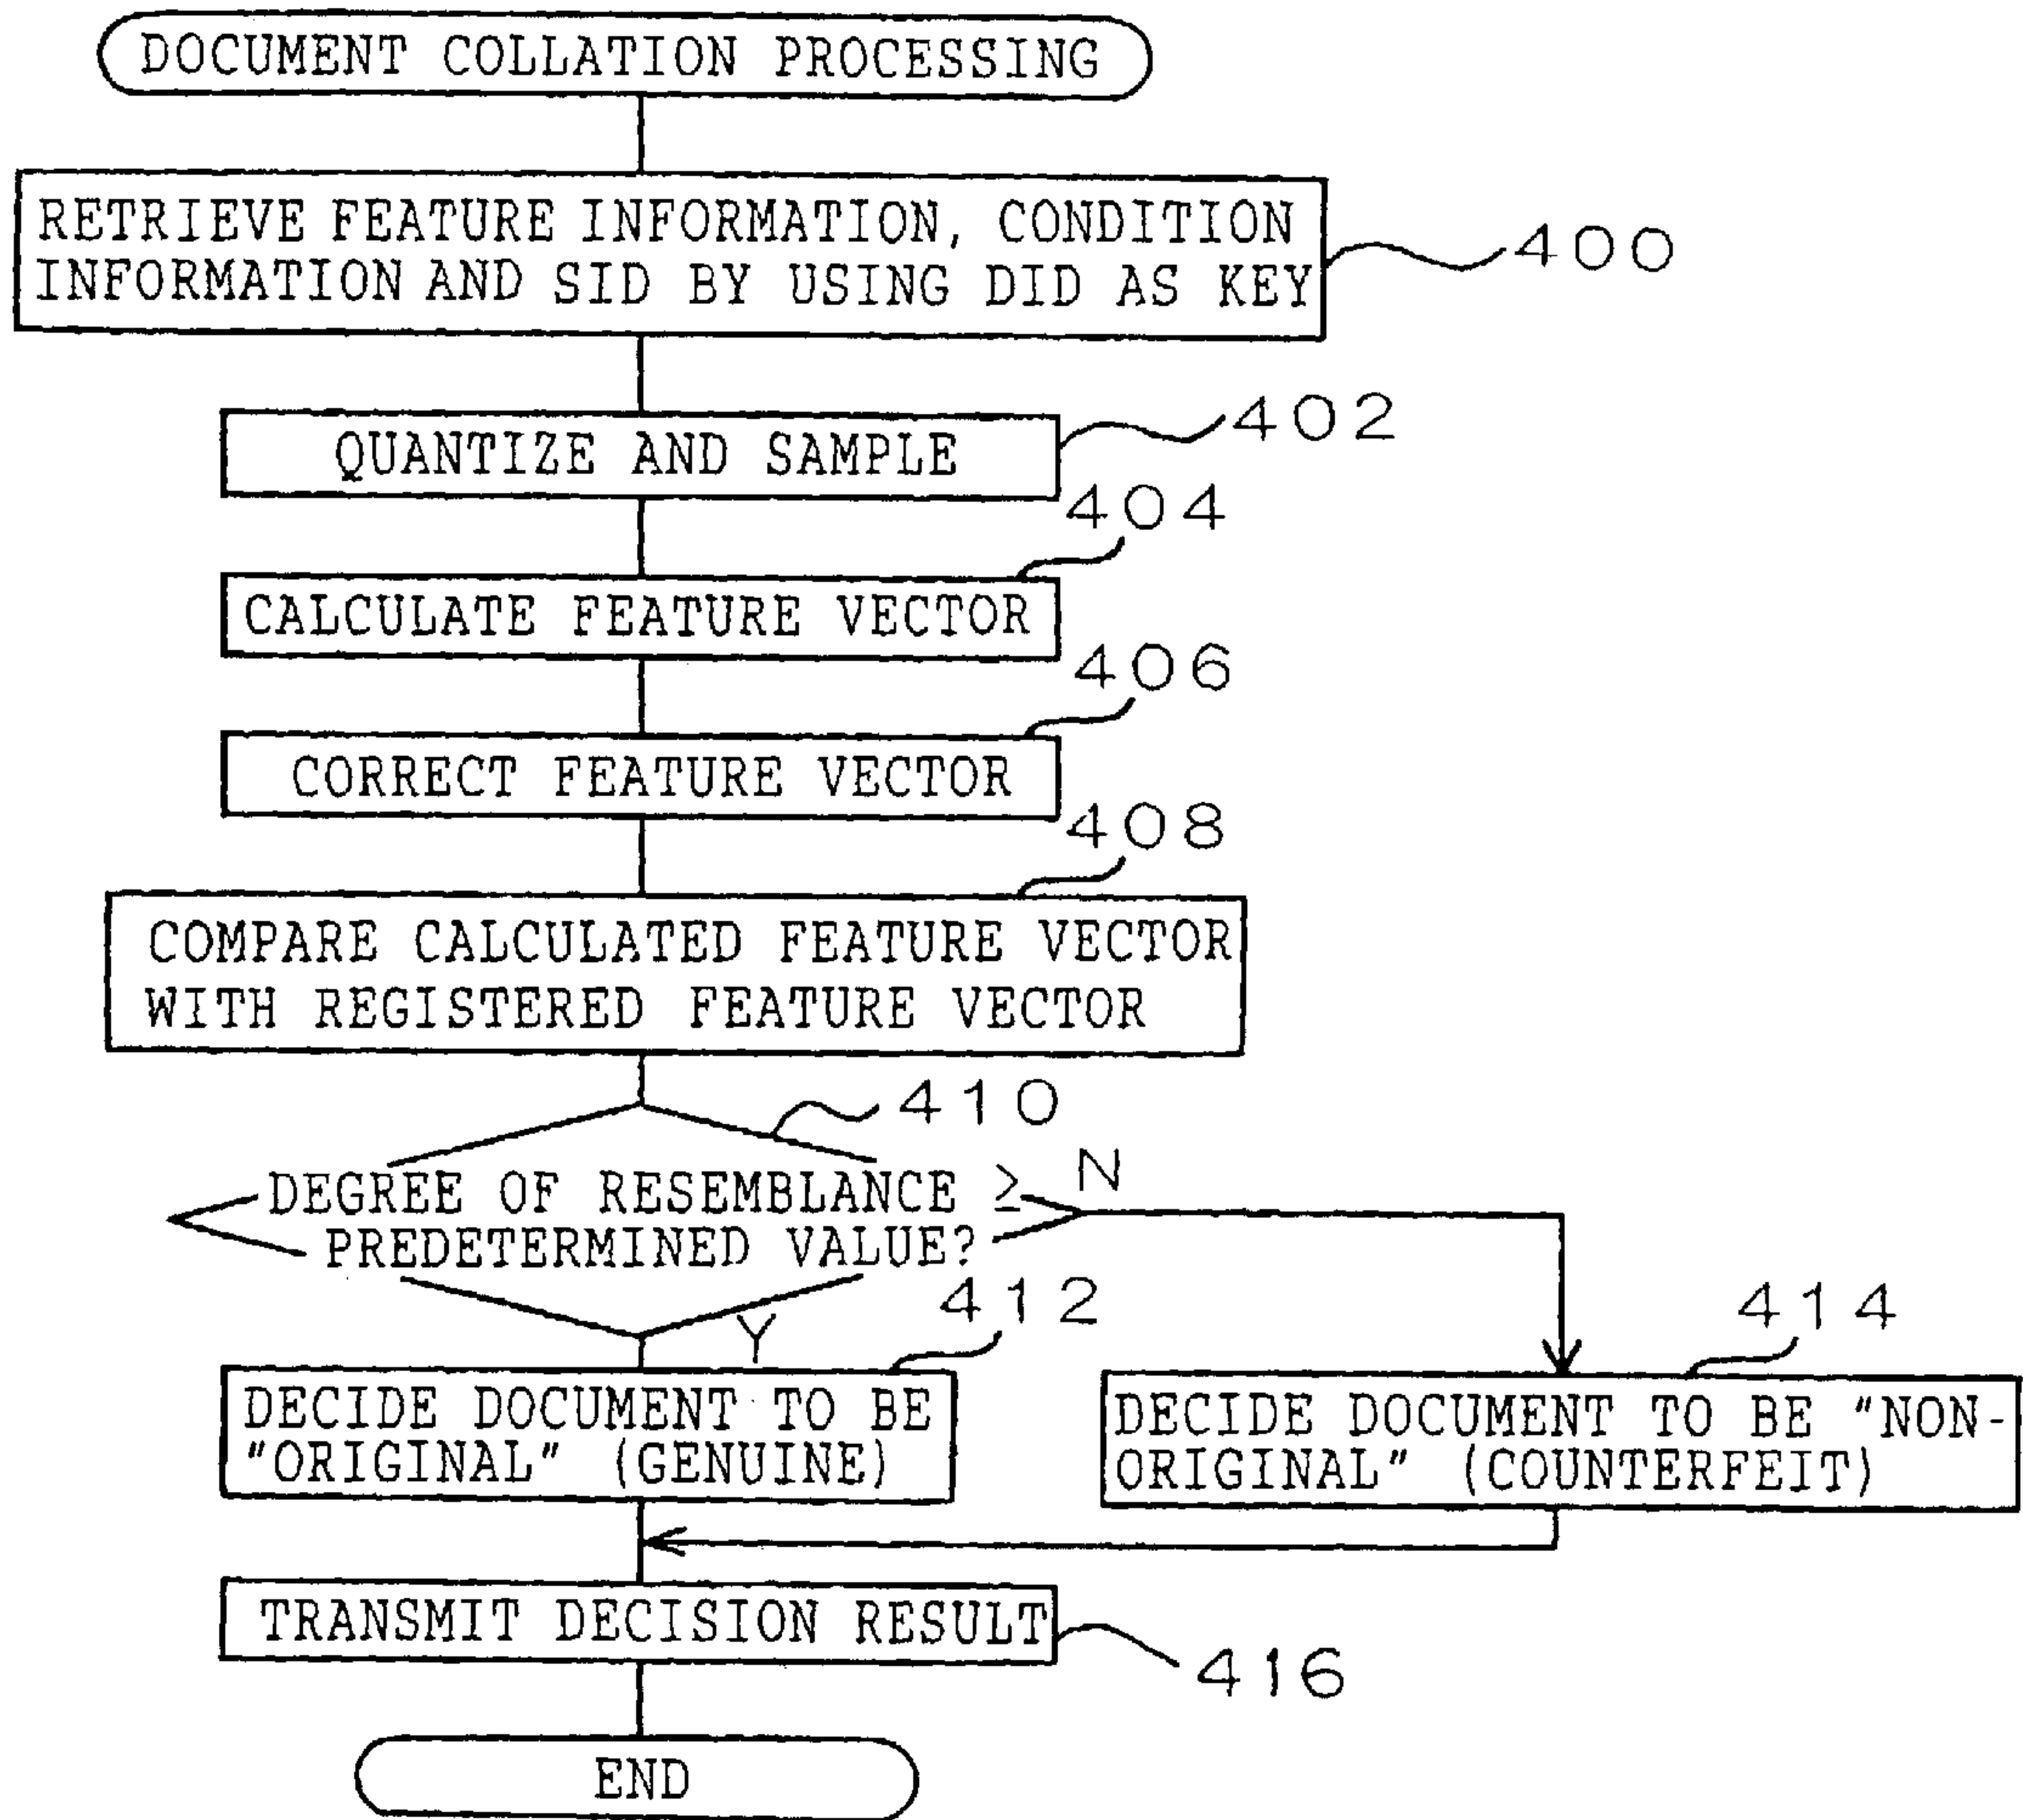 DOCUMENT COLLATION PROCESSING
RETRIEVE FEATURE INFORMATION, CONDITION
INFORMATION AND SID BY USING DID AS KEY
400
QUANTIZE AND SAMPLE
402
404
CALCULATE FEATURE VECTOR
406
CORRECT FEATURE VECTOR
408
COMPARE CALCULATED FEATURE VECTOR
WITH REGISTERED FEATURE VECTOR
410
DEGREE OF RESEMBLANCE ≥
PREDETERMINED VALUE?
N
Y
412
DECIDE DOCUMENT TO BE
"ORIGINAL" (GENUINE)
414
DECIDE DOCUMENT TO BE "NON-
ORIGINAL" (COUNTERFEIT)
TRANSMIT DECISION RESULT
416
END